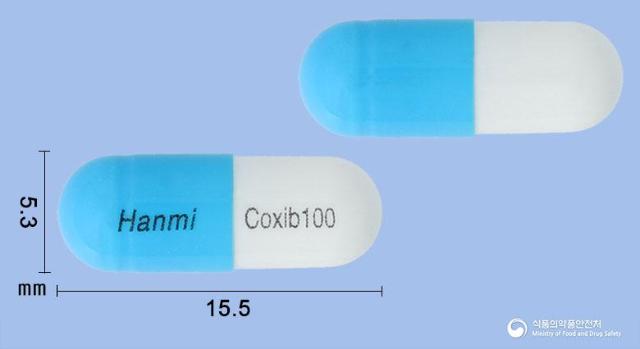 Hanmi Coxib100
5.3
mm
15.5
식품의약품안전처
Ministry of Food and Drug Safety